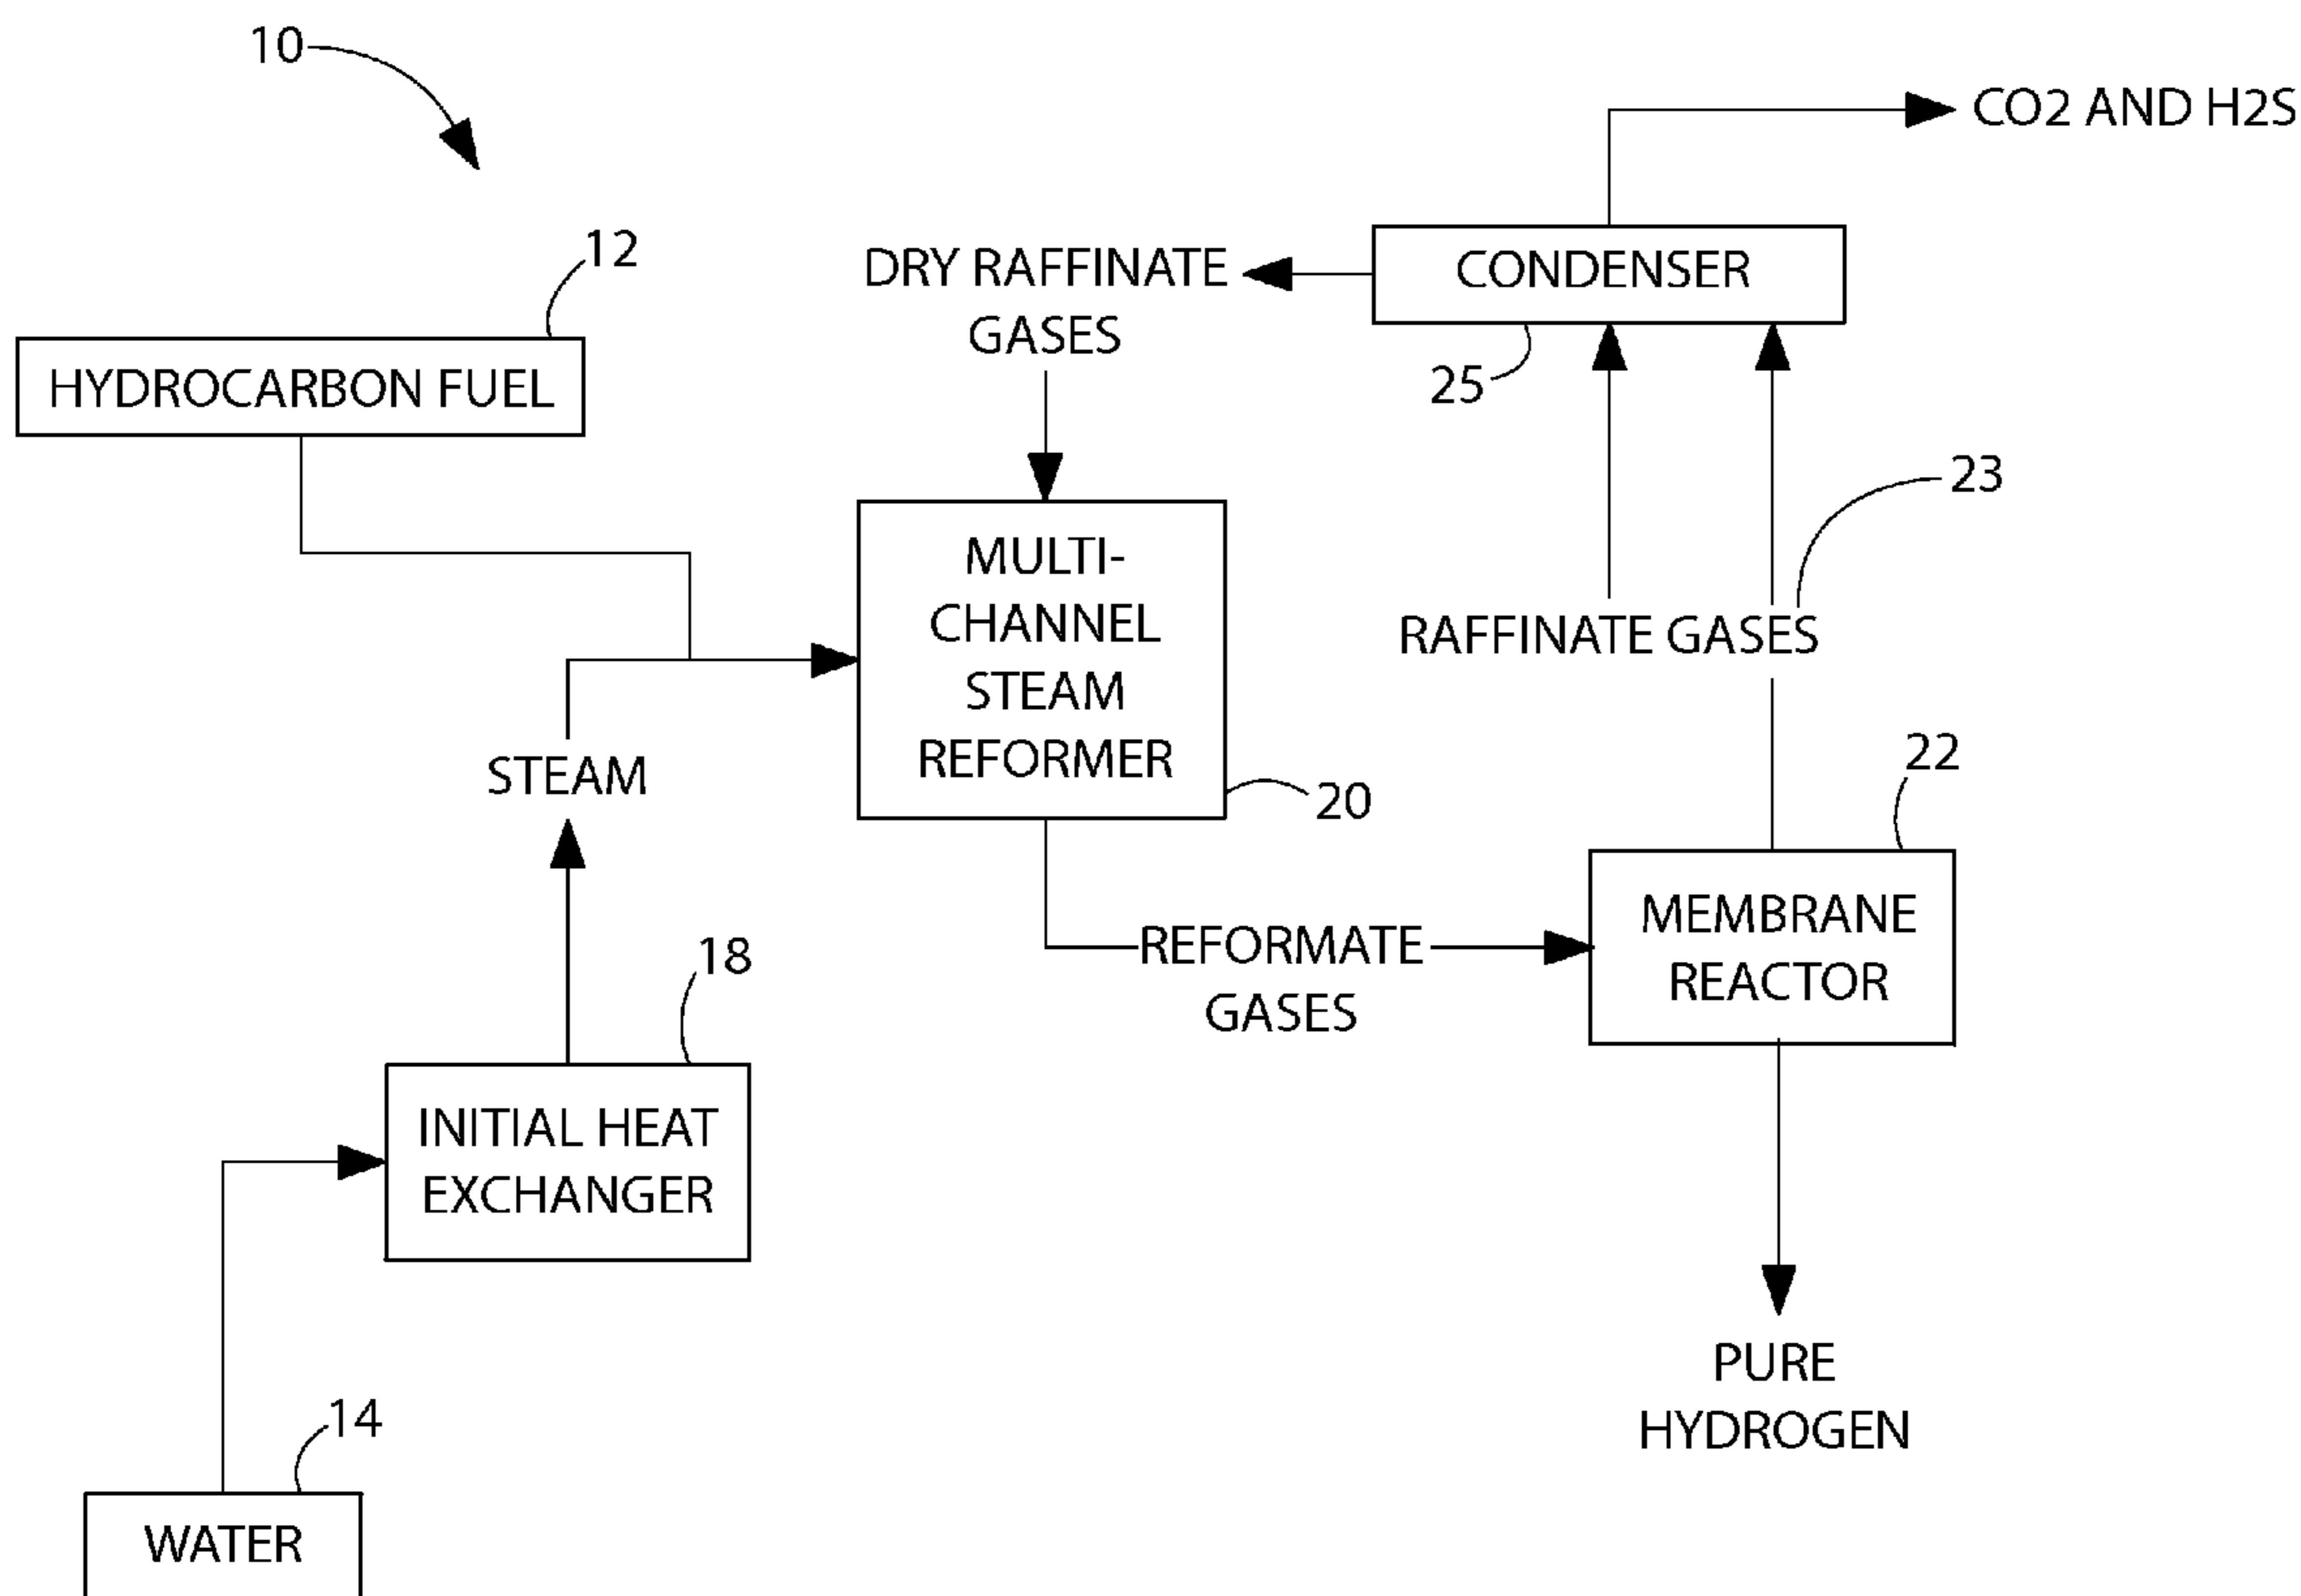 10
CO2 AND H2S
12
DRY RAFFINATE
GASES
CONDENSER
25
HYDROCARBON FUEL
23
MULTI-
CHANNEL
STEAM
REFORMER
RAFFINATE GASES
STEAM
20
22
MEMBRANE
REACTOR
REFORMATE
GASES
18
INITIAL HEAT
EXCHANGER
PURE
HYDROGEN
14
WATER